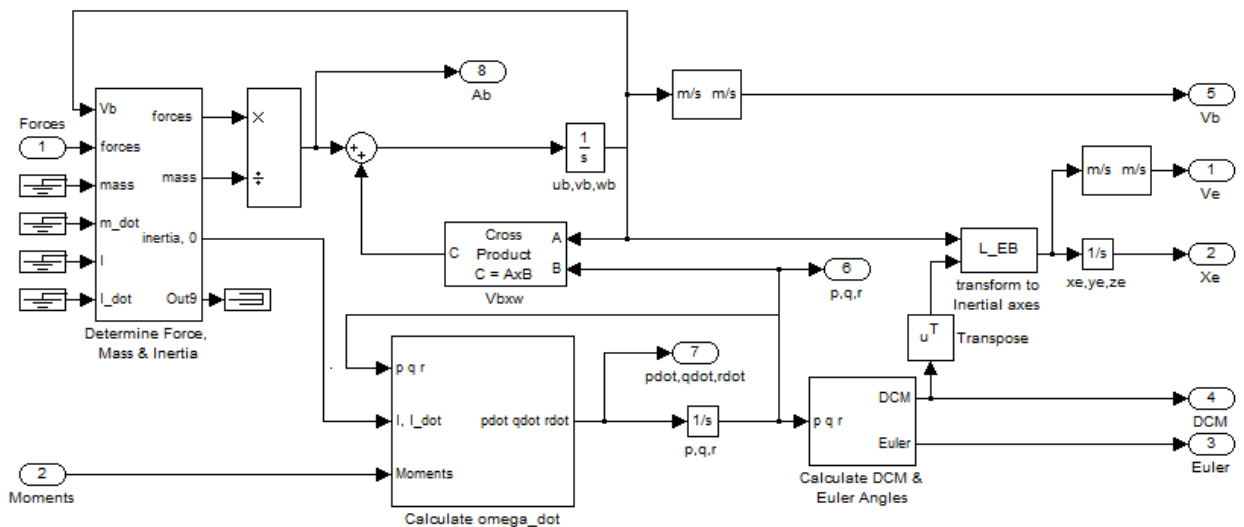 Forces
1
Vb
forces
mass
m_dot
I
I_dot
forces
mass
inertia, 0
Out9
Determine Force,
Mass & Inertia
×
÷
8
Ab
+
+
1
s
ub,vb,wb
m/s m/s
5
Vb
m/s m/s
1
Ve
Cross
Product
C = AxB
C
A
B
Vbxw
6
p,q,r
L_EB
transform to
Inertial axes
1/s
xe,ye,ze
2
Xe
u T
Transpose
p q r
I, I_dot
Moments
pdot qdot rdot
Calculate omega_dot
7
pdot,qdot,rdot
1/s
p,q,r
p q r
DCM
Euler
Calculate DCM &
Euler Angles
4
DCM
3
Euler
2
Moments